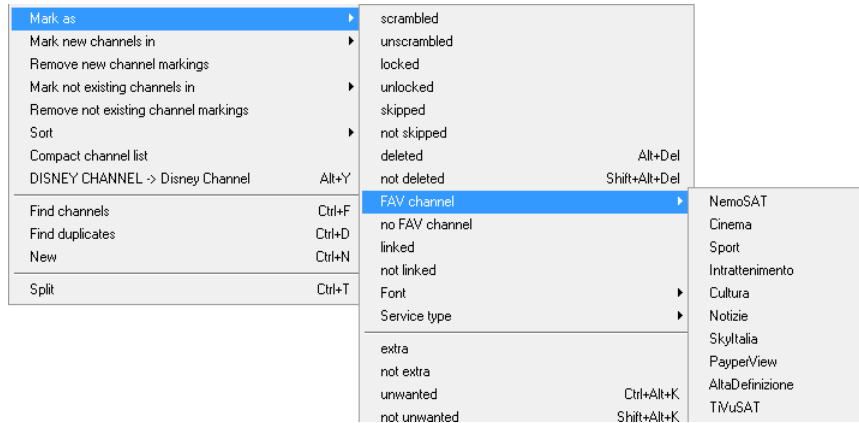 Mark as
Mark new channels in
Remove new channel markings
Mark not existing channels in
Remove not existing channel markings
Sort
Compact channel list
DISNEY CHANNEL -> Disney Channel Alt+Y
Find channels Ctrl+F
Find duplicates Ctrl+D
New Ctrl+N
Split Ctrl+T
scrambled
unscrambled
locked
unlocked
skipped
not skipped
deleted Alt+Del
not deleted Shift+Alt+Del
FAV channel
no FAV channel
linked
not linked
Font
Service type
extra
not extra
unwanted Ctrl+Alt+K
not unwanted Shift+Alt+K
NemoSAT
Cinema
Sport
Intrattenimento
Cultura
Notizie
SkyItalia
PayperView
AltaDefinizione
TiVuSAT